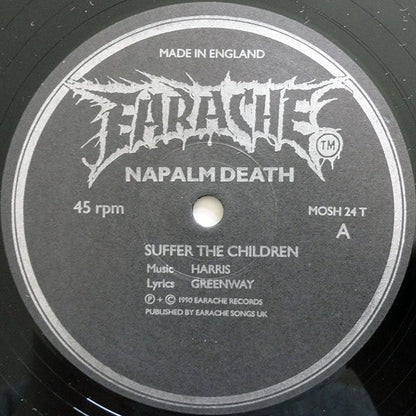 MADE IN ENGLAND
EARACHE TM
NAPALM DEATH
45 rpm
MOSH 24 T
A
SUFFER THE CHILDREN
Music HARRIS
Lyrics GREENWAY
℗ + © 1990 EARACHE RECORDS
PUBLISHED BY EARACHE SONGS UK